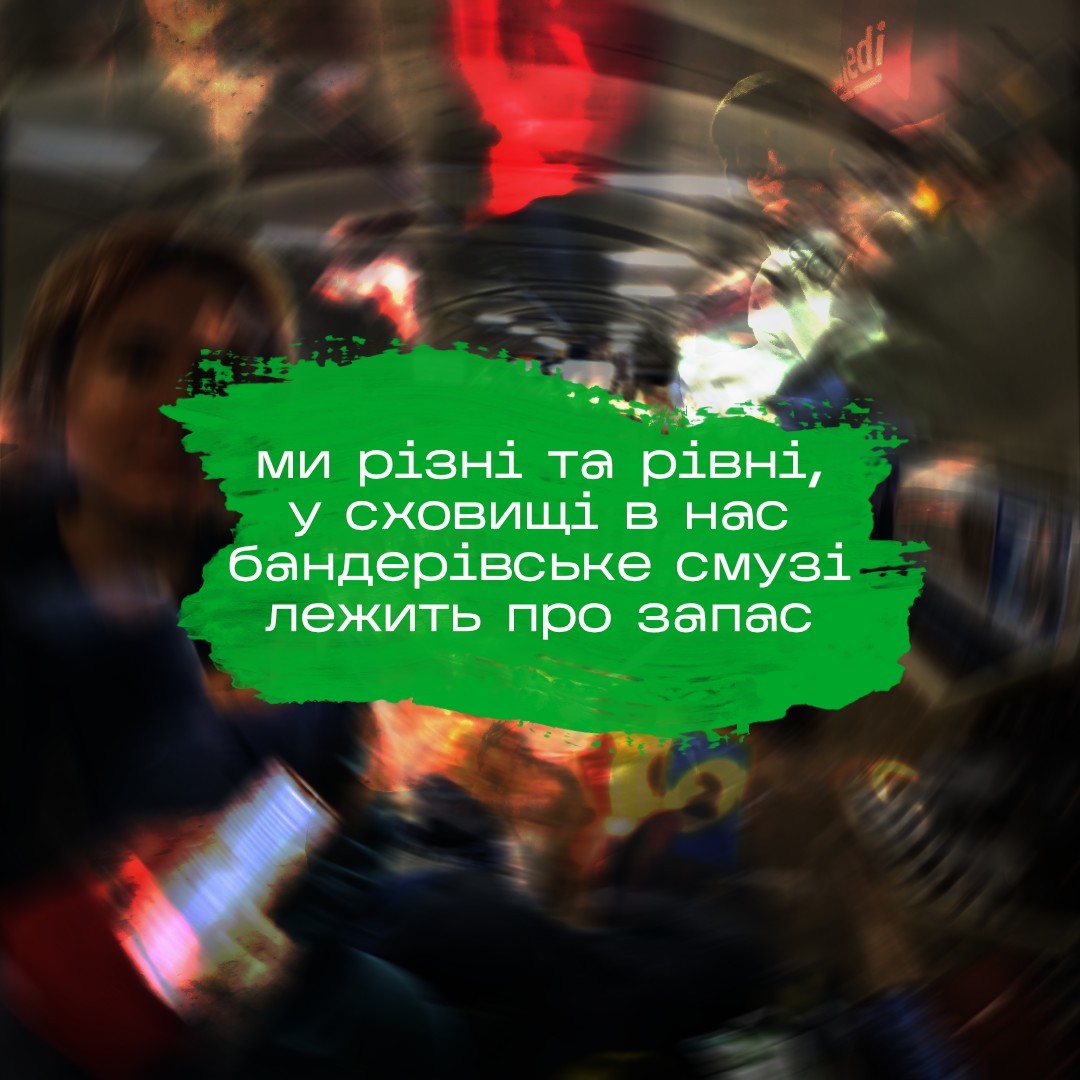 ми різні та рівні,
у сховищі в нас
бандерівське смузі
лежить про запас